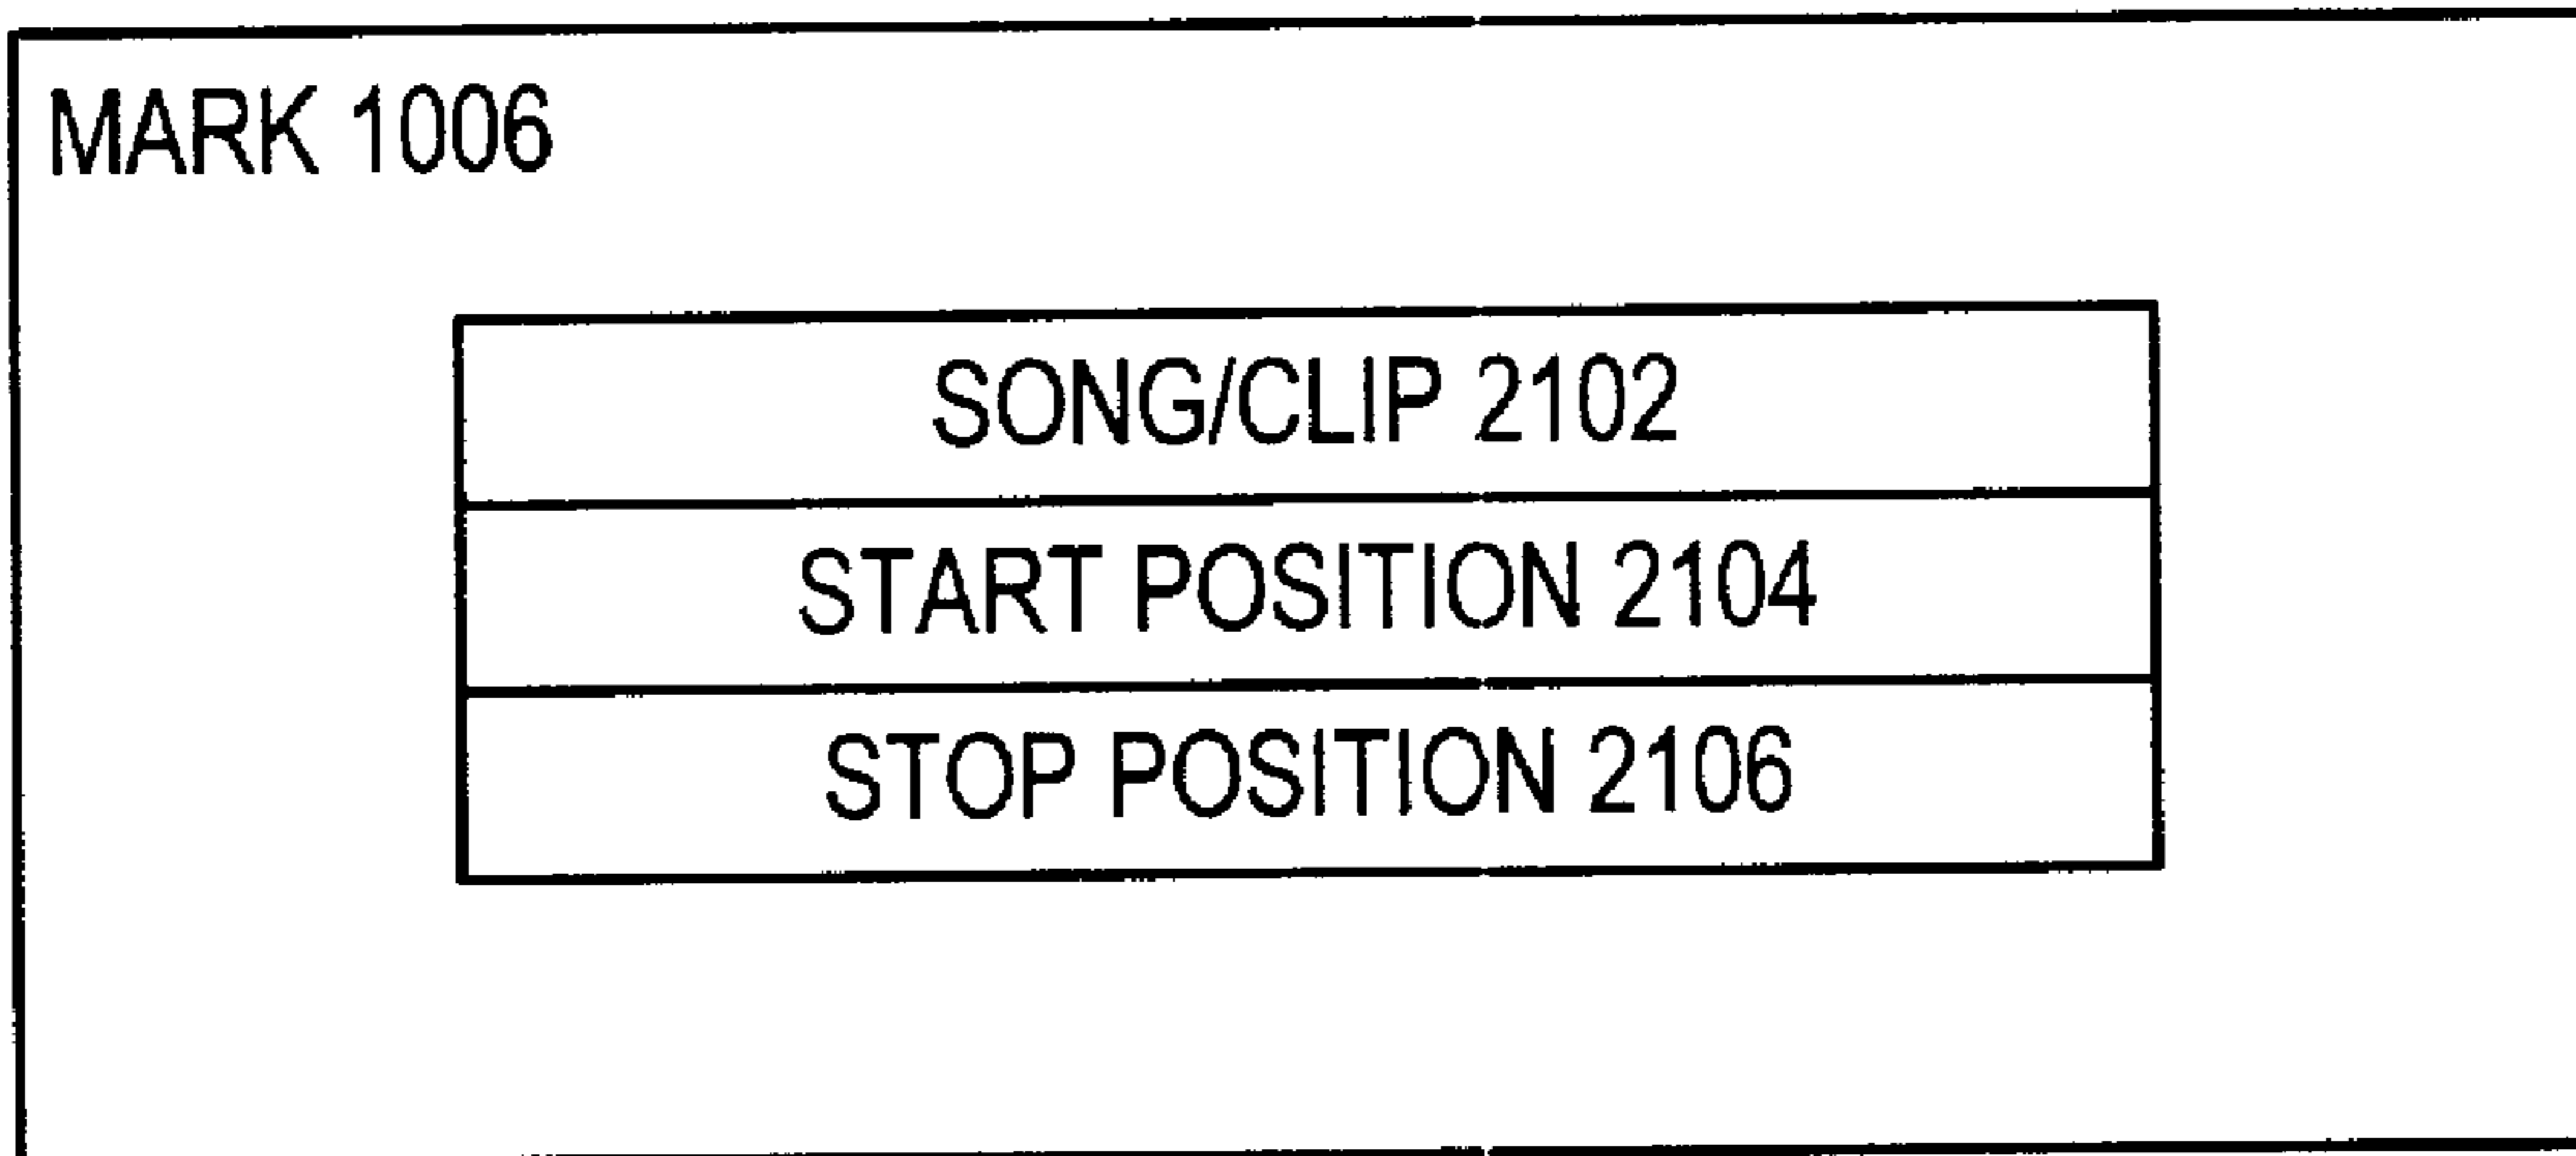 MARK 1006
SONG/CLIP 2102
START POSITION 2104
STOP POSITION 2106